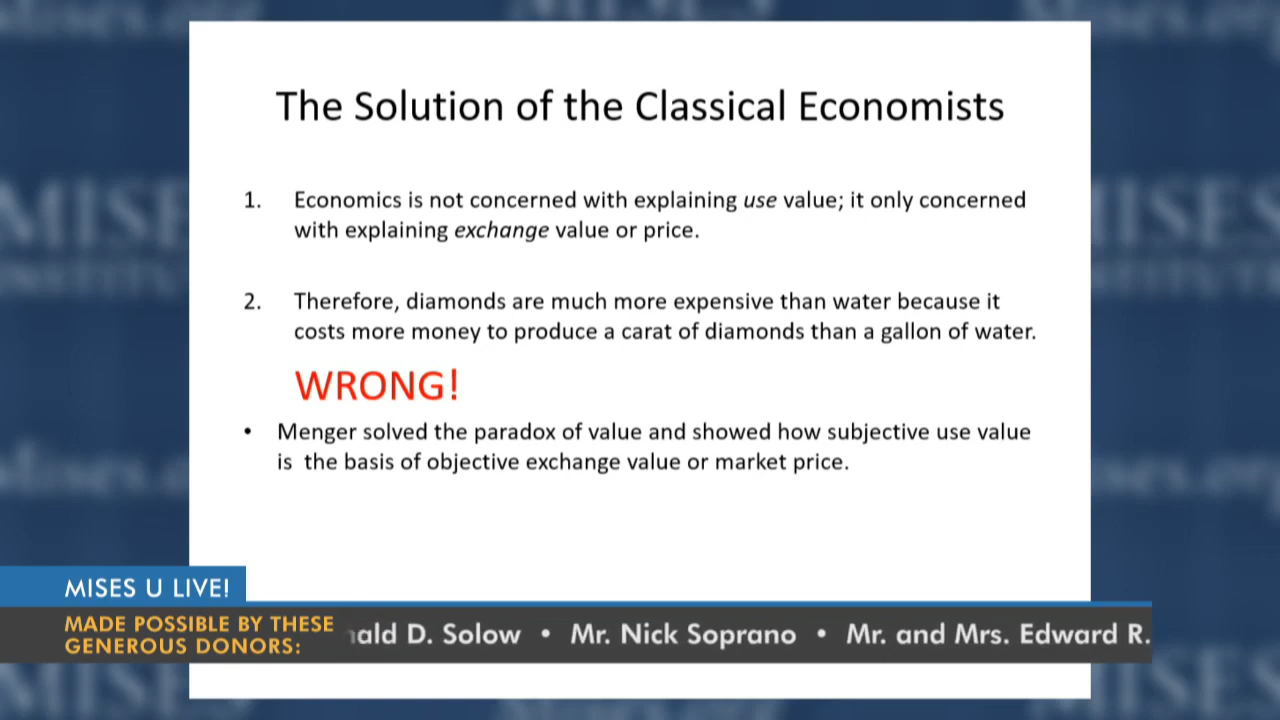 The Solution of the Classical Economists
1. Economics is not concerned with explaining use value; it only concerned
with explaining exchange value or price.
2. Therefore, diamonds are much more expensive than water because it
costs more money to produce a carat of diamonds than a gallon of water.
WRONG!
• Menger solved the paradox of value and showed how subjective use value
is the basis of objective exchange value or market price.
MISES U LIVE!
MADE POSSIBLE BY THESE
GENEROUS DONORS:
ald D. Solow • Mr. Nick Soprano • Mr. and Mrs. Edward R.